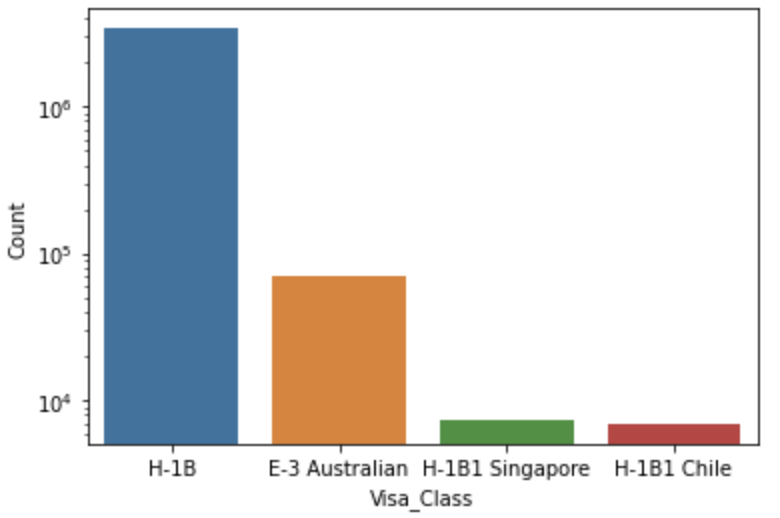 Count
10⁶
10⁵
10⁴
H-1B E-3 Australian H-1B1 Singapore H-1B1 Chile
Visa_Class